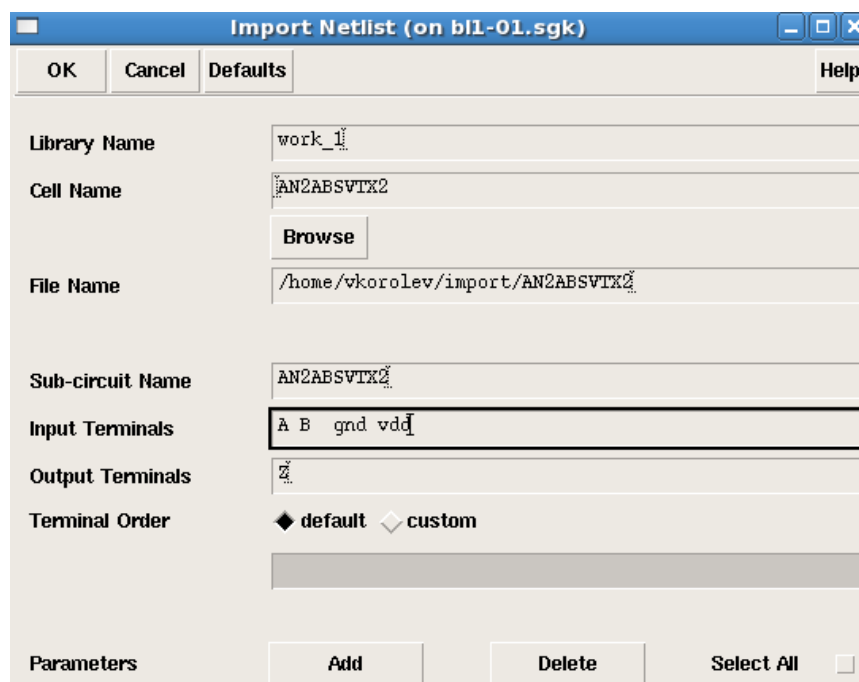 Import Netlist (on bl1-01.sgk)
OK Cancel Defaults Help
Library Name work_1
Cell Name AN2ABSVTX2
Browse
File Name /home/vkorolev/import/AN2ABSVTX2
Sub-circuit Name AN2ABSVTX2
Input Terminals A B gnd vdd
Output Terminals Z
Terminal Order default custom
Parameters Add Delete Select All